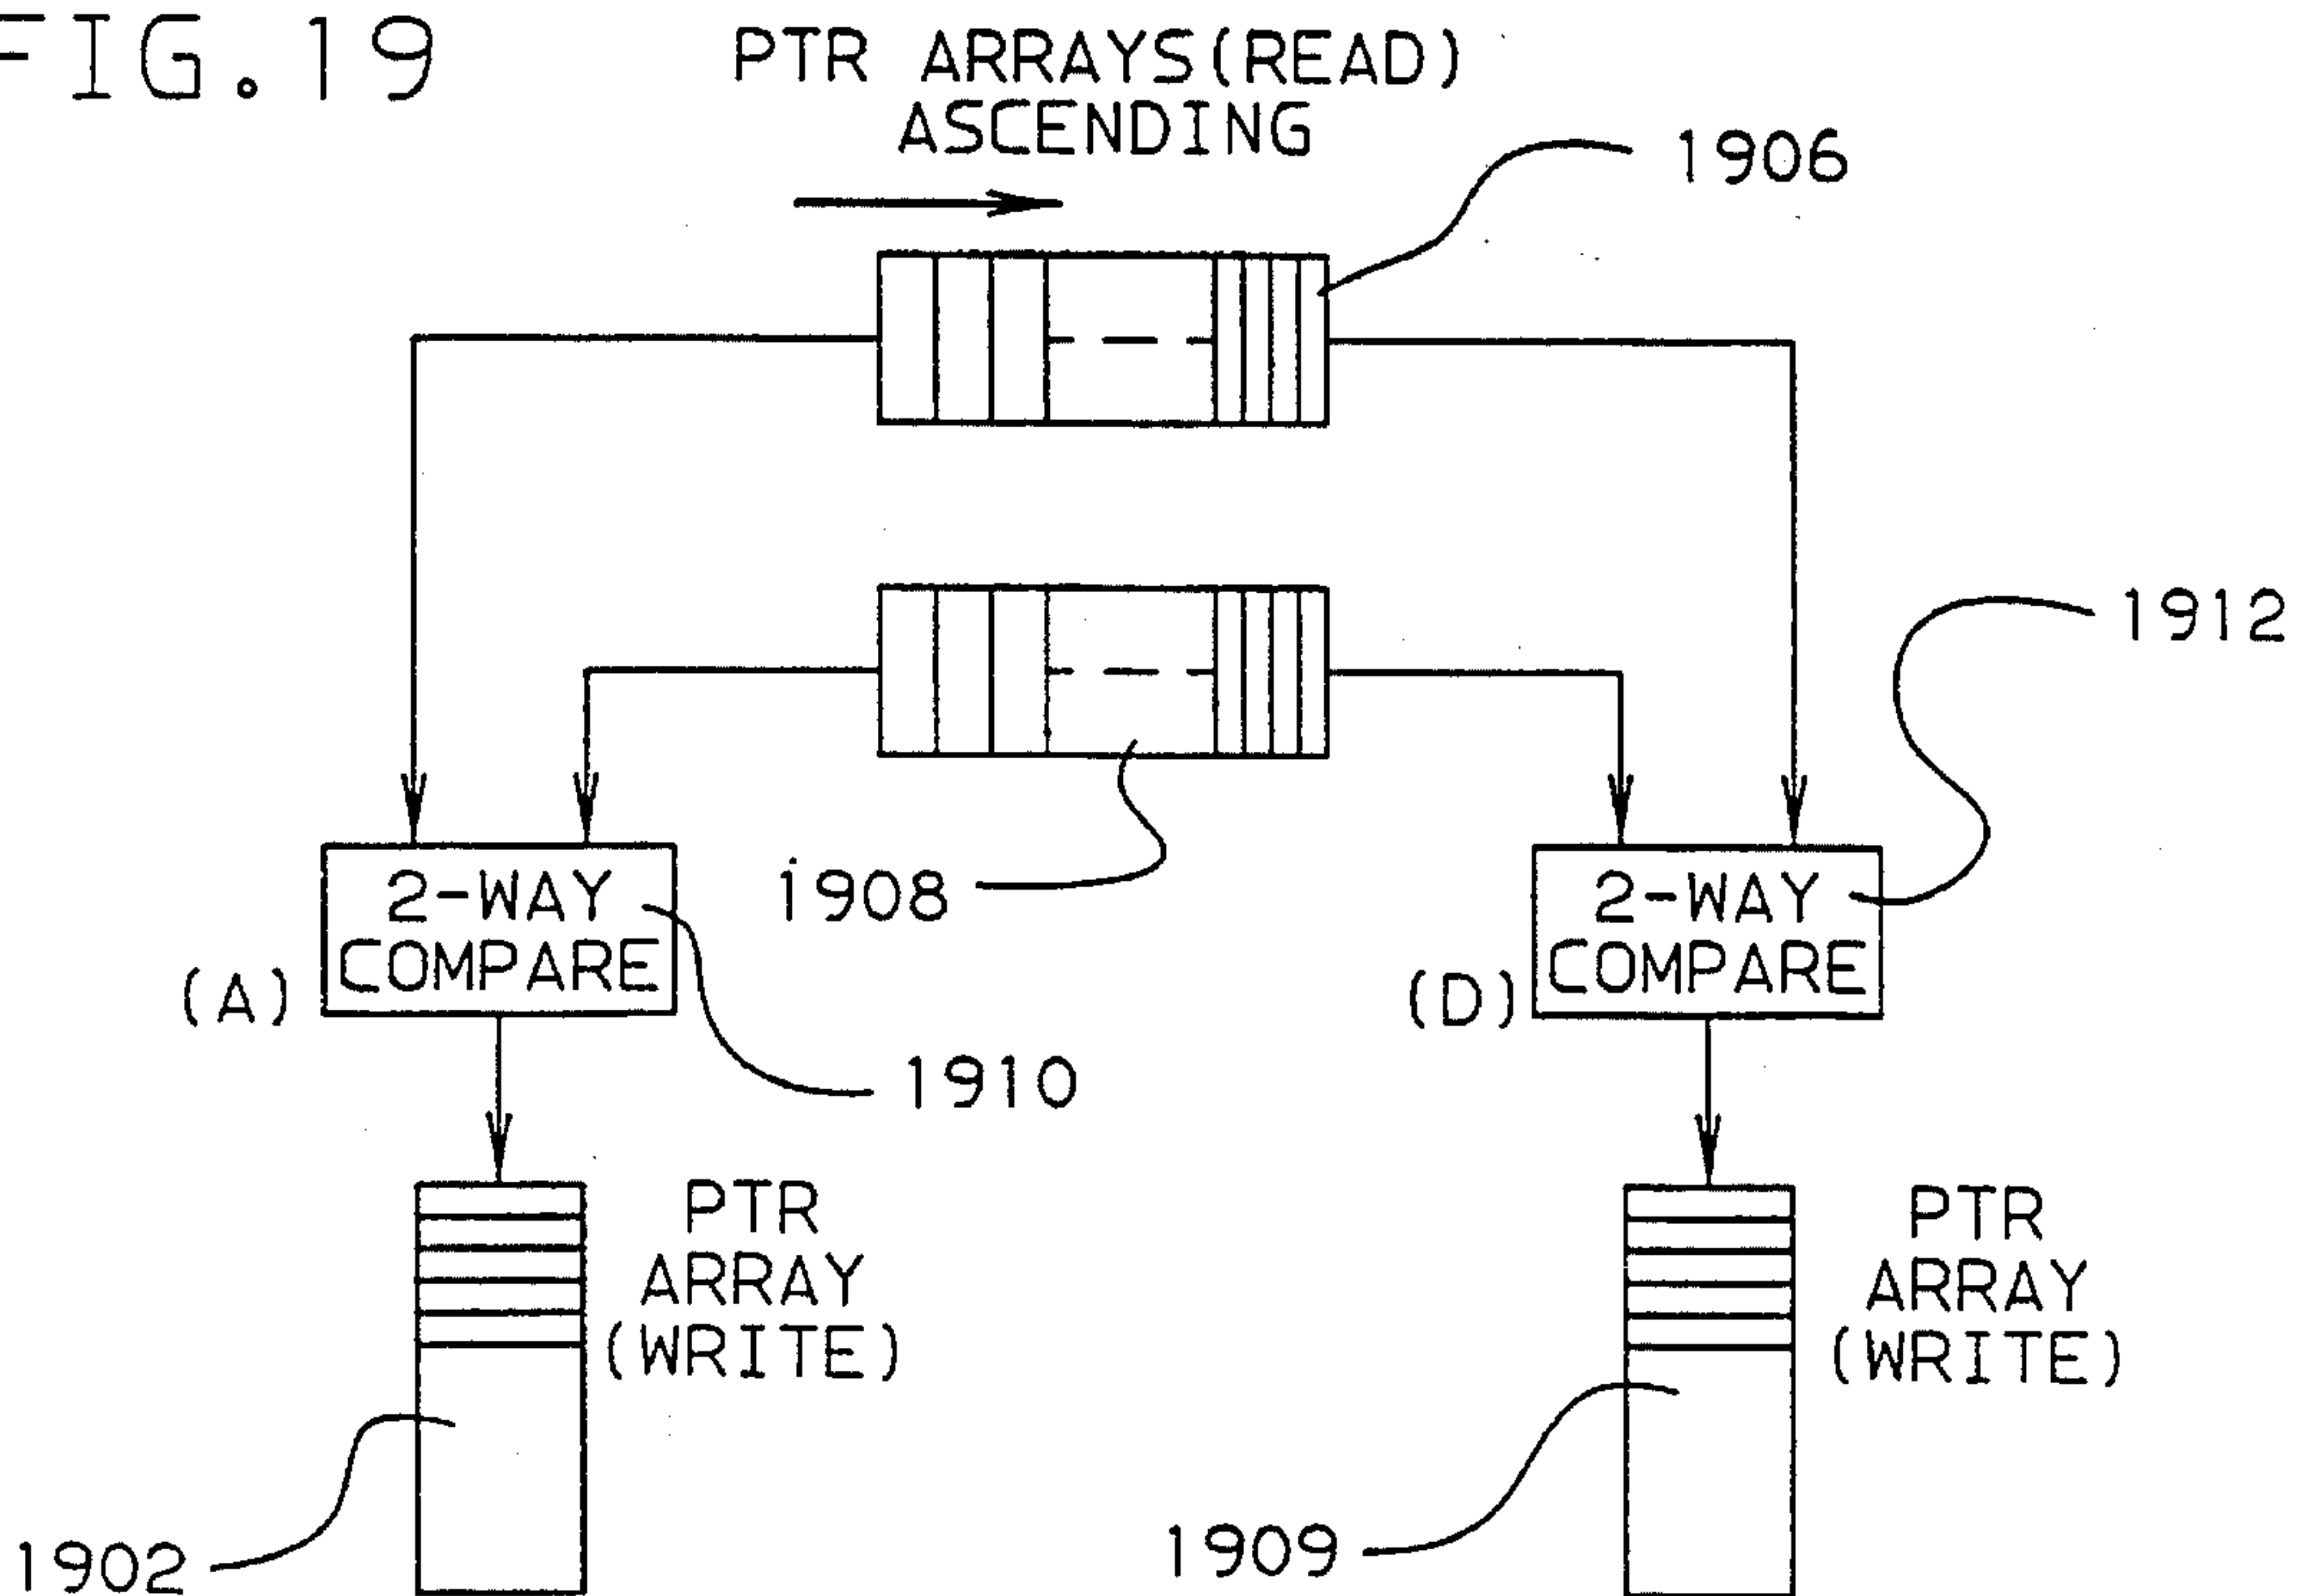 FIG.19
PTR ARRAYS(READ)
ASCENDING
1906
1912
2-WAY
COMPARE
(A)
1908
2-WAY
COMPARE
(D)
1910
PTR
ARRAY
(WRITE)
PTR
ARRAY
(WRITE)
1902
1909